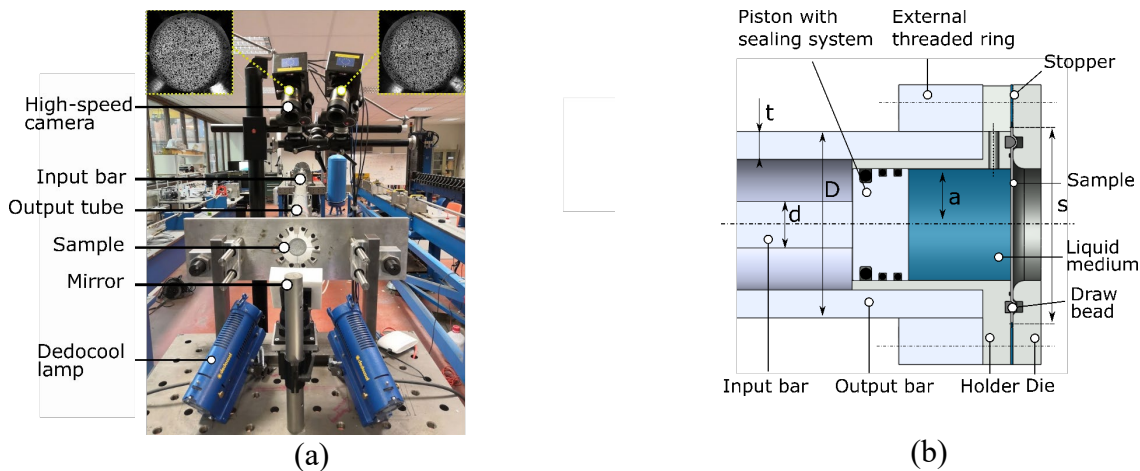 High-speed
camera
Input bar
Output tube
Sample
Mirror
Dedocool
lamp
(a)
Piston with
sealing system
External
threaded ring
Stopper
t
D
a
d
s
Sample
Liquid
medium
Draw
bead
Input bar
Output bar
Holder
Die
(b)